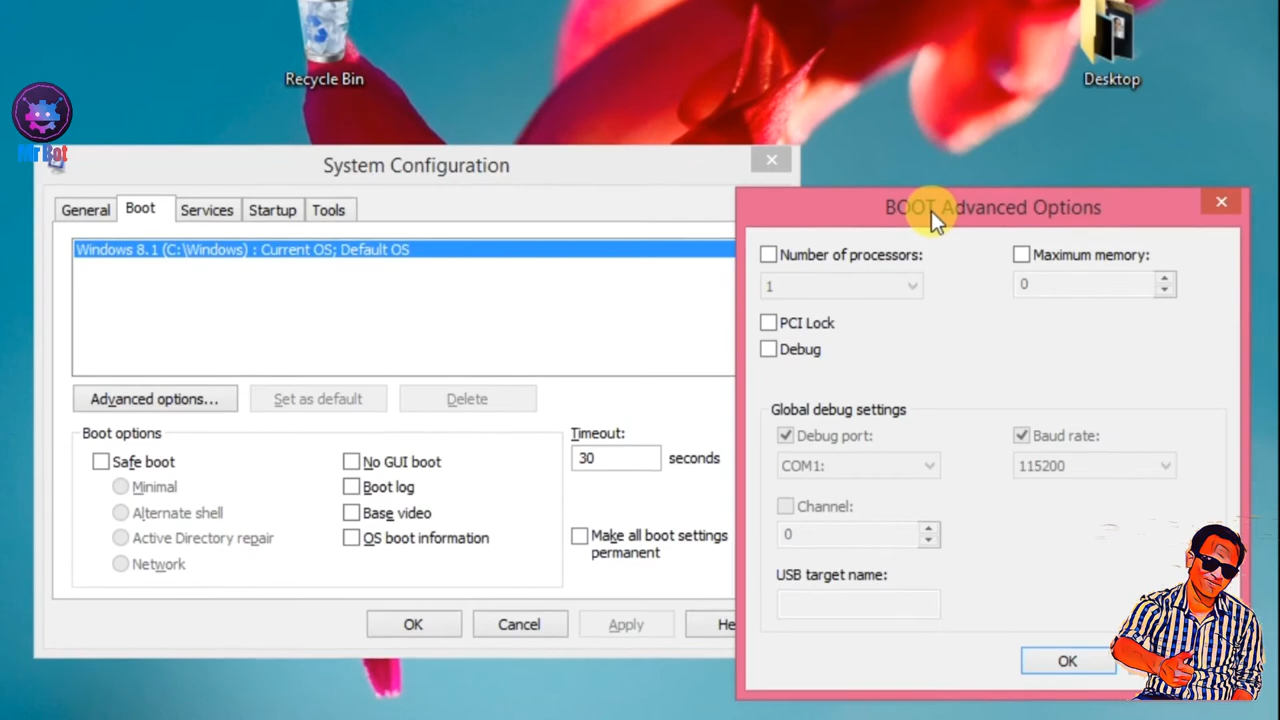 Recycle Bin
Desktop
Mr Bot
System Configuration
General
Boot
Services
Startup
Tools
Windows 8.1 (C:\Windows) : Current OS; Default OS
Advanced options...
Set as default
Delete
Boot options
Safe boot
Minimal
Alternate shell
Active Directory repair
Network
No GUI boot
Boot log
Base video
OS boot information
Timeout:
30 seconds
Make all boot settings
permanent
OK
Cancel
Apply
He
BOOT Advanced Options
Number of processors:
1
Maximum memory:
0
PCI Lock
Debug
Global debug settings
Debug port:
COM1:
Baud rate:
115200
Channel:
0
USB target name:
OK